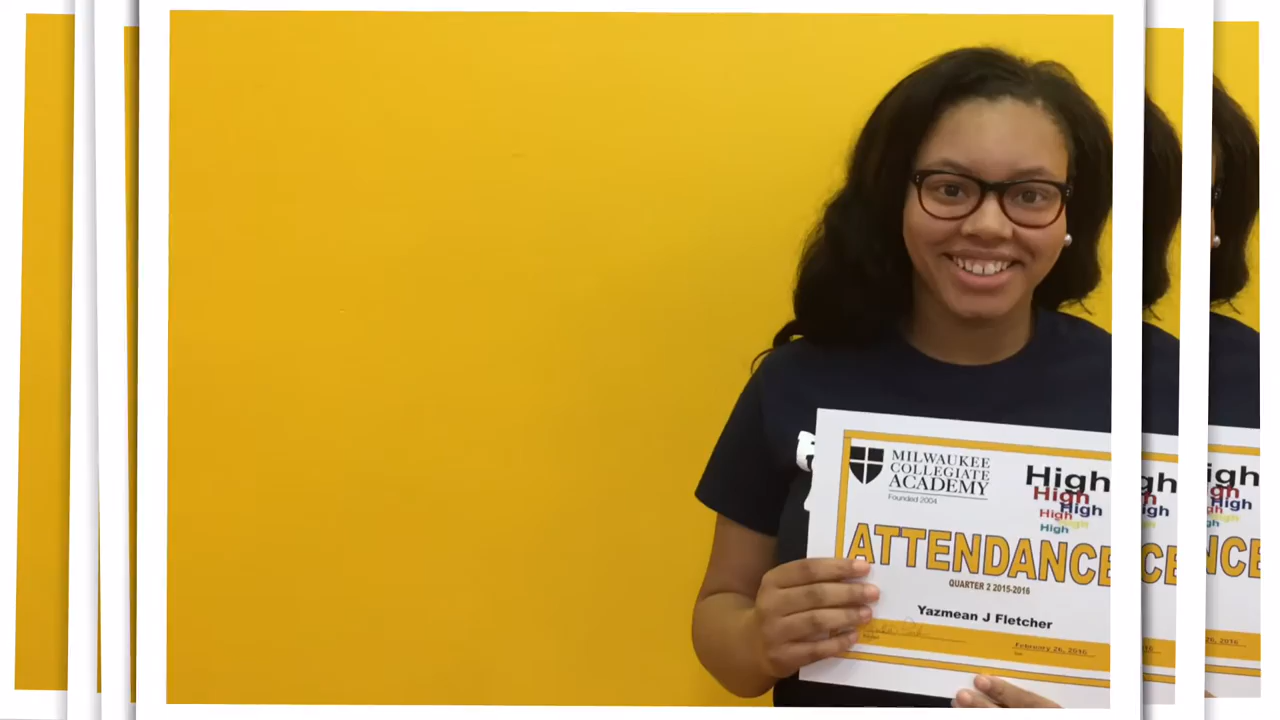 MILWAUKEE
COLLEGIATE
ACADEMY
Founded 2004
High
High
High
High
High
High
ATTENDANCE
QUARTER 2 2015-2016
Yazmean J Fletcher
February 26, 2016